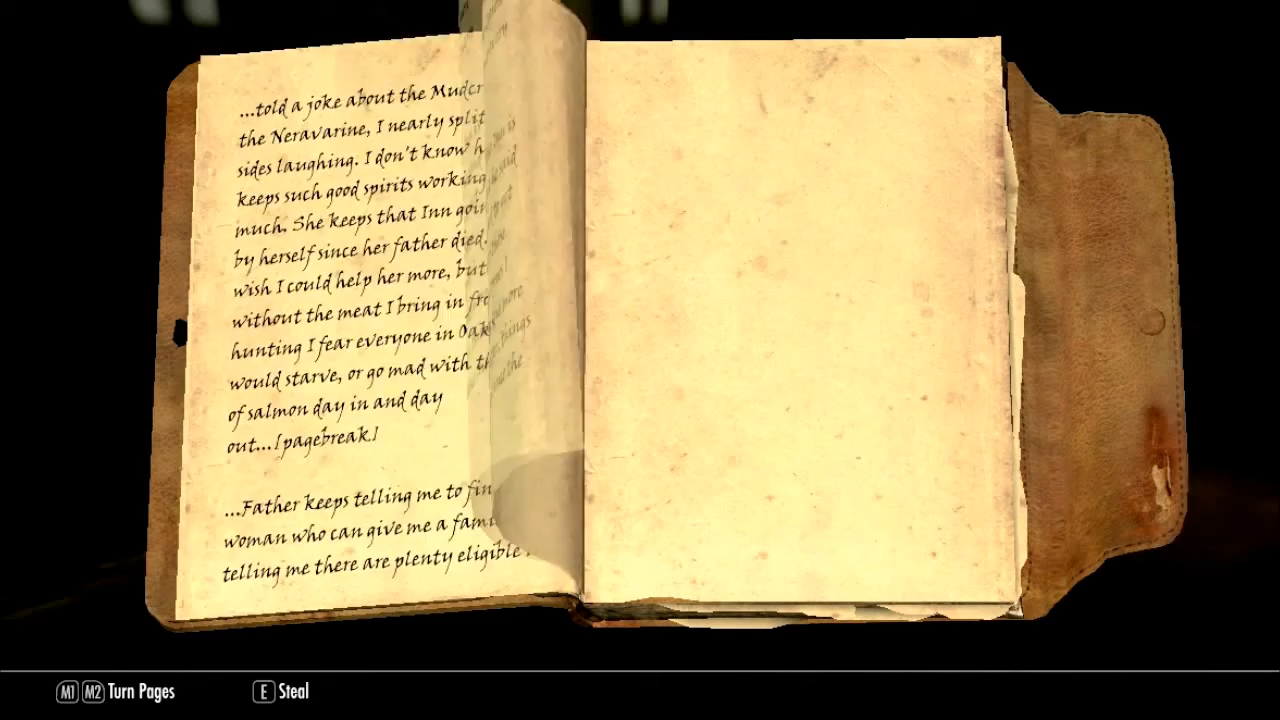 ...told a joke about the Mudcr
the Neravarine, I nearly split
sides laughing. I don't know h
keeps such good spirits working
much. She keeps that Inn goin
by herself since her father died.
wish I could help her more, but
without the meat I bring in fro
hunting I fear everyone in Oak
would starve, or go mad with th
of salmon day in and day
out...[pagebreak]
...Father keeps telling me to fin
woman who can give me a fami
telling me there are plenty eligible
M1 M2 Turn Pages
E Steal